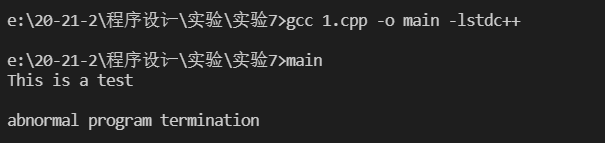 e:\20-21-2\程序设计\实验\实验7>gcc 1.cpp -o main -lstdc++
e:\20-21-2\程序设计\实验\实验7>main
This is a test
abnormal program termination